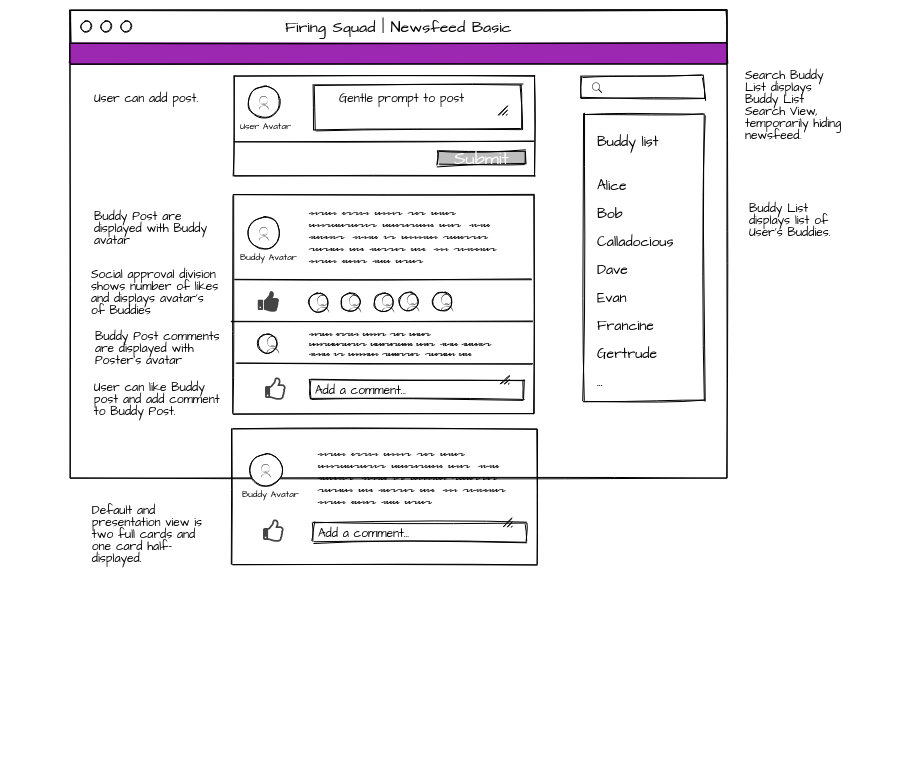 Firing Squad | Newsfeed Basic
User can add post.
User Avatar
Gentle prompt to post
Submit
Search Buddy
List displays
Buddy List
Search View,
temporarily hiding
newsfeed.
Buddy list
Alice
Bob
Calladocious
Dave
Evan
Francine
Gertrude
...
Buddy List
displays list of
User's Buddies.
Buddy Post are
displayed with Buddy
avatar
Buddy Avatar
Social approval division
shows number of likes
and displays avatar's
of Buddies
Buddy Post comments
are displayed with
Poster's avatar
User can like Buddy
post and add comment
to Buddy Post.
Add a comment...
Buddy Avatar
Add a comment...
Default and
presentation view is
two full cards and
one card half-
displayed.